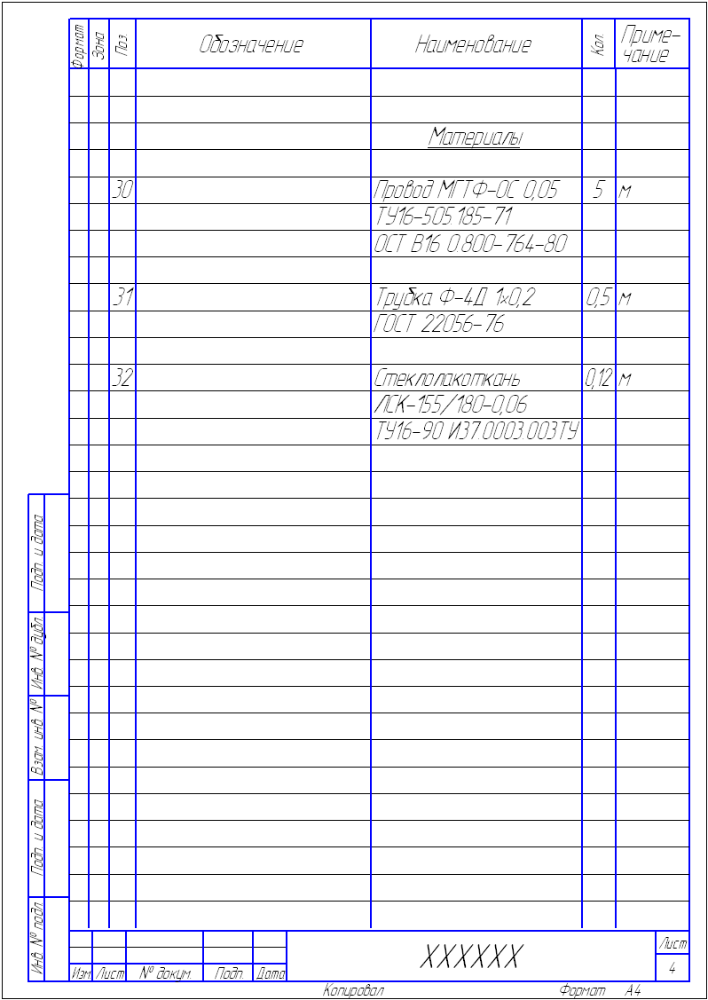 Формат
Зона
Поз.
Обозначение
Наименование
Кол.
Приме-
чание
Материалы
30 Провод МГТФ-ОС 0,05 5 м
ТУ16-505.185-71
ОСТ В16 0.800-764-80
31 Трубка Ф-4Д 1×0,2 0,5 м
ГОСТ 22056-76
32 Стеклолакоткань 0,12 м
ЛСК-155/180-0,06
ТУ16-90 И37.0003.003ТУ
Подп. и дата
Инв. № дубл.
Взам. инв. №
Подп. и дата
Инв. № подл.
Изм. Лист № докум. Подп. Дата
XXXXXX
Лист
4
Копировал Формат А4